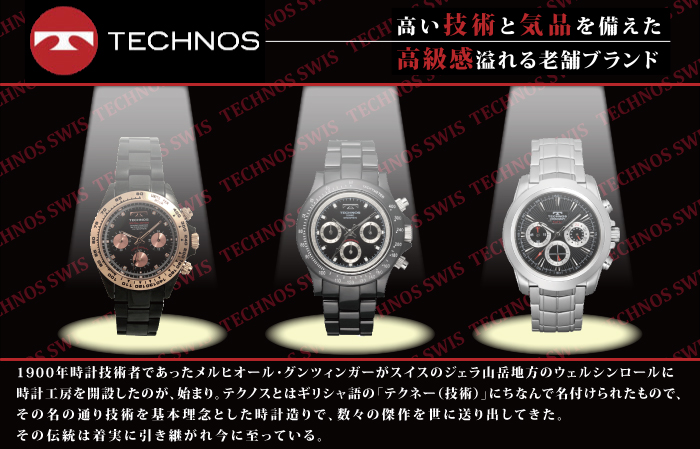 TECHNOS
高い技術と気品を備えた
高級感溢れる老舗ブランド
TECHNOS SWIS TECHNOS SWIS TECHNOS SWIS
TECHNOS
TECHNOS
TECHNOS
1900年時計技術者であったメルヒオール・グンツィンガーがスイスのジェラ山岳地方のウェルシンロールに
時計工房を開設したのが、始まり。テクノスとはギリシャ語の「テクネー(技術)」にちなんで名付けられたもので、
その名の通り技術を基本理念とした時計造りで、数々の傑作を世に送り出してきた。
その伝統は着実に引き継がれ今に至っている。